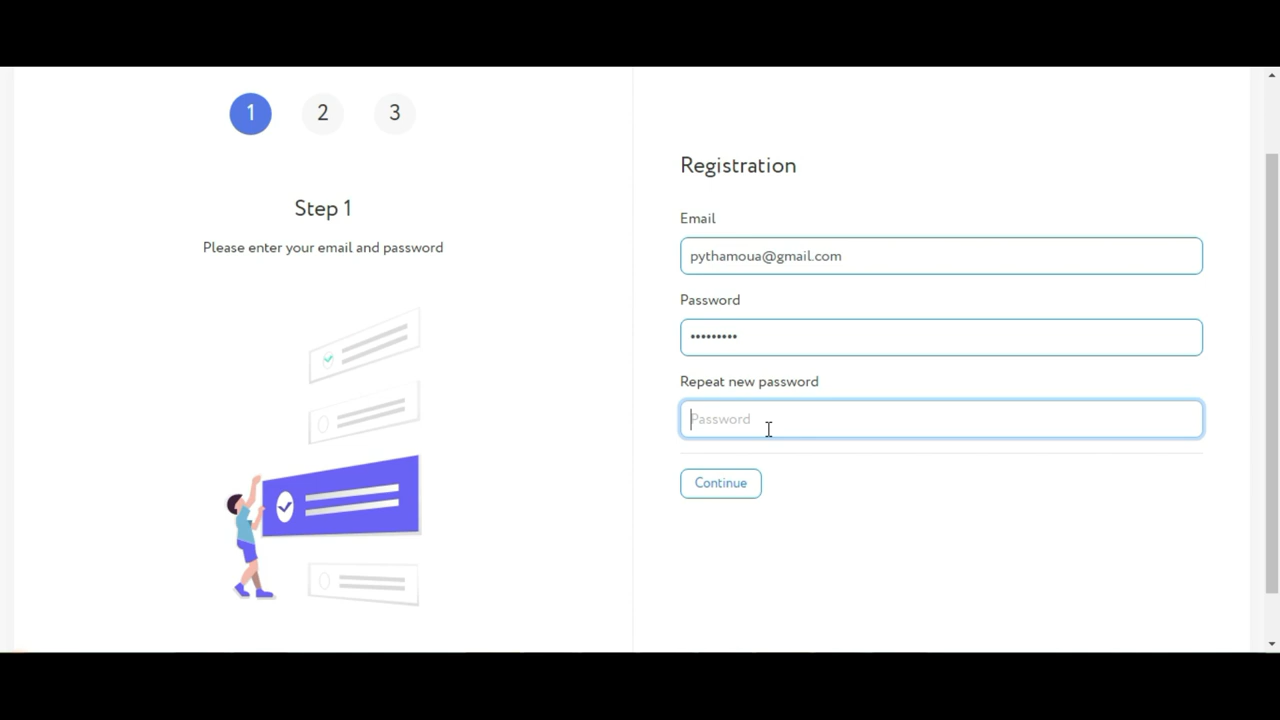 1 2 3
Step 1
Please enter your email and password
Registration
Email
pythamoua@gmail.com
Password
•••••••••
Repeat new password
Password
Continue